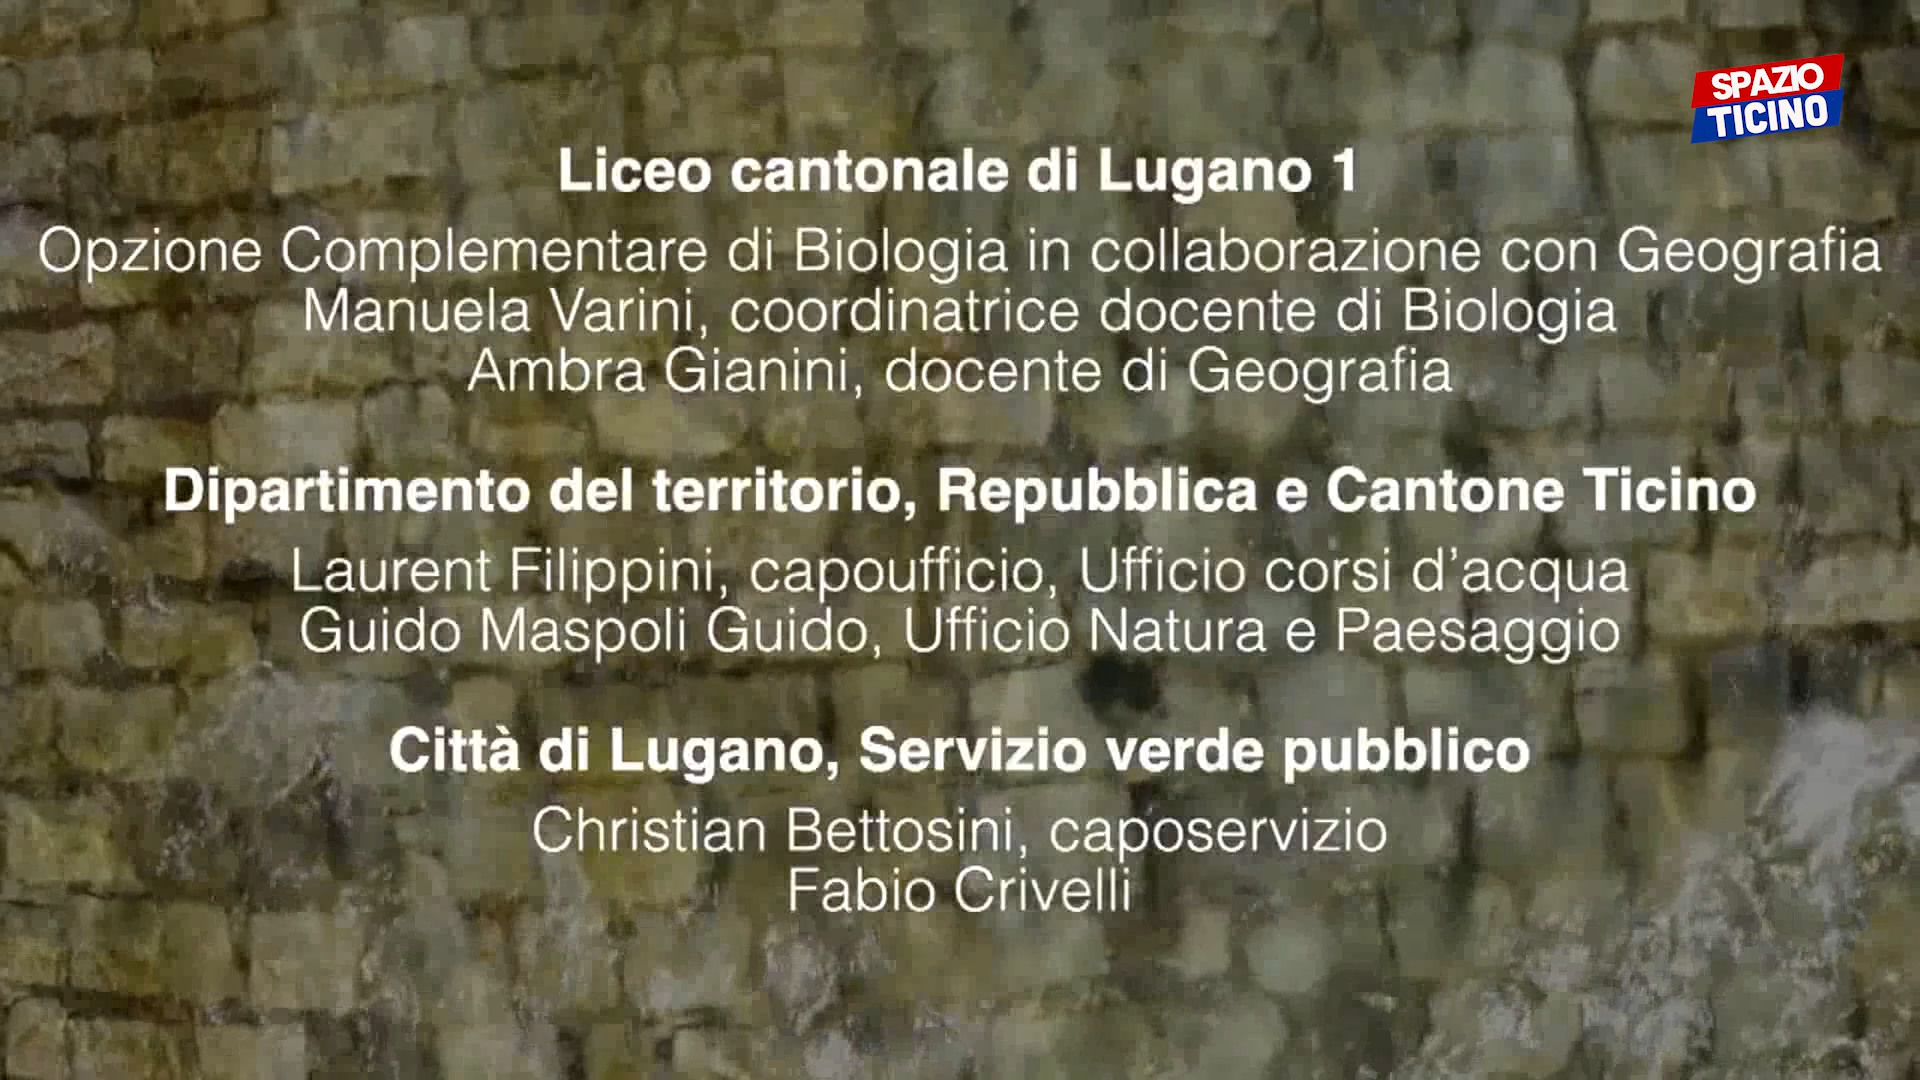 SPAZIO
TICINO
Liceo cantonale di Lugano 1
Opzione Complementare di Biologia in collaborazione con Geografia
Manuela Varini, coordinatrice docente di Biologia
Ambra Gianini, docente di Geografia
Dipartimento del territorio, Repubblica e Cantone Ticino
Laurent Filippini, capoufficio, Ufficio corsi d’acqua
Guido Maspoli Guido, Ufficio Natura e Paesaggio
Città di Lugano, Servizio verde pubblico
Christian Bettosini, caposervizio
Fabio Crivelli